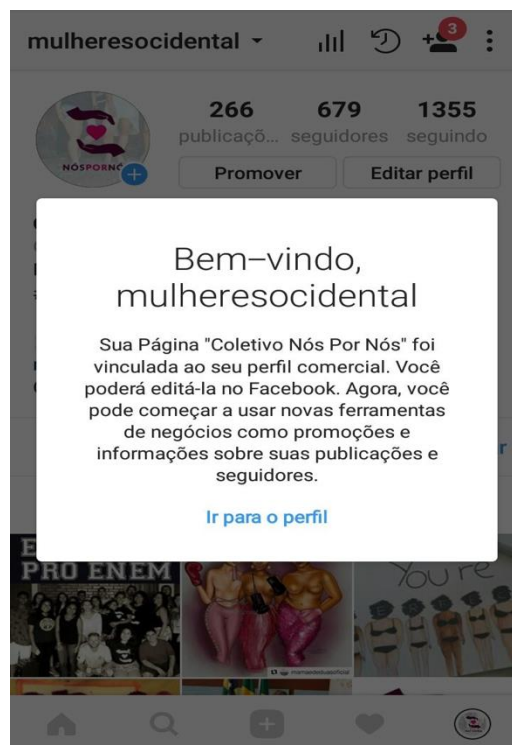 mulheresocidental
3
266 679 1355
publicaçõ... seguidores seguindo
Promover Editar perfil
NÓSPORNÓ
Bem-vindo,
mulheresocidental
Sua Página "Coletivo Nós Por Nós" foi
vinculada ao seu perfil comercial. Você
poderá editá-la no Facebook. Agora, você
pode começar a usar novas ferramentas
de negócios como promoções e
informações sobre suas publicações e
seguidores.
Ir para o perfil
PRO ENEM
You're